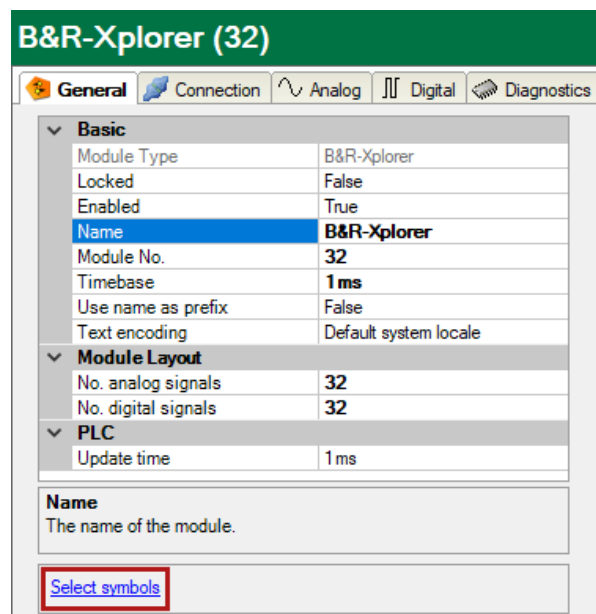 B&R-Xplorer (32)
General Connection Analog Digital Diagnostics
Basic
Module Type B&R-Xplorer
Locked False
Enabled True
Name B&R-Xplorer
Module No. 32
Timebase 1 ms
Use name as prefix False
Text encoding Default system locale
Module Layout
No. analog signals 32
No. digital signals 32
PLC
Update time 1 ms
Name
The name of the module.
Select symbols